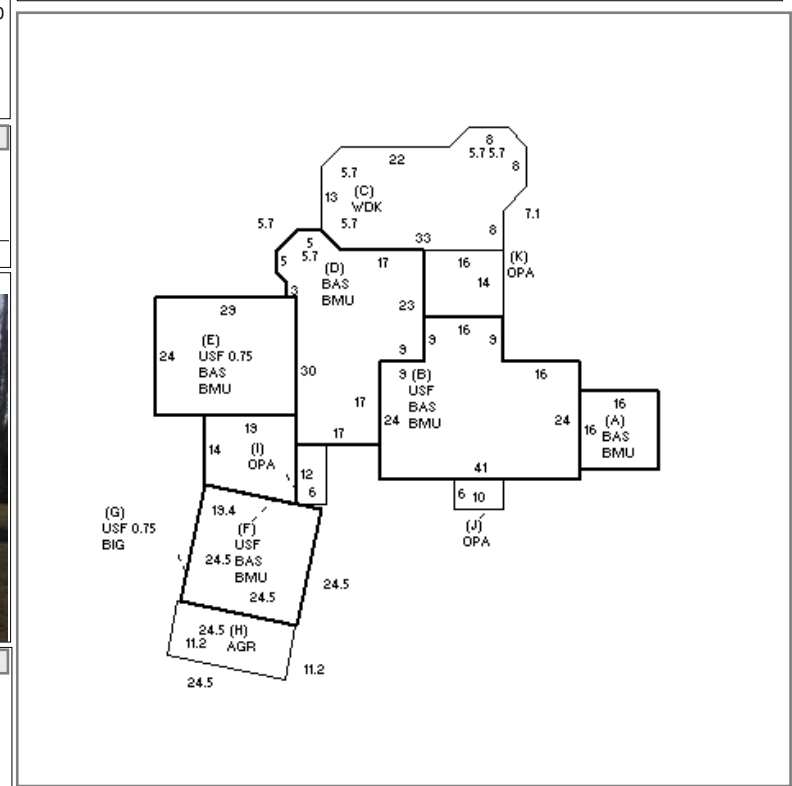 8
5.7 5.7
8
22
5.7
13
(C)
WDK
5.7
5.7
7.1
8
33
5
5.7
5
(D)
BAS
BMU
17
16
(K)
OPA
14
3
23
29
(E)
USF 0.75
BAS
BMU
24
9
9
16
9
30
9
(B)
USF
BAS
BMU
16
17
24
24
16
16
(A)
BAS
BMU
19
14
(I)
OPA
17
12
6
41
6
10
(J)
OPA
(G)
USF 0.75
BIG
19.4
(F)
USF
BAS
BMU
24.5
24.5
24.5
24.5
(H)
AGR
11.2
11.2
24.5